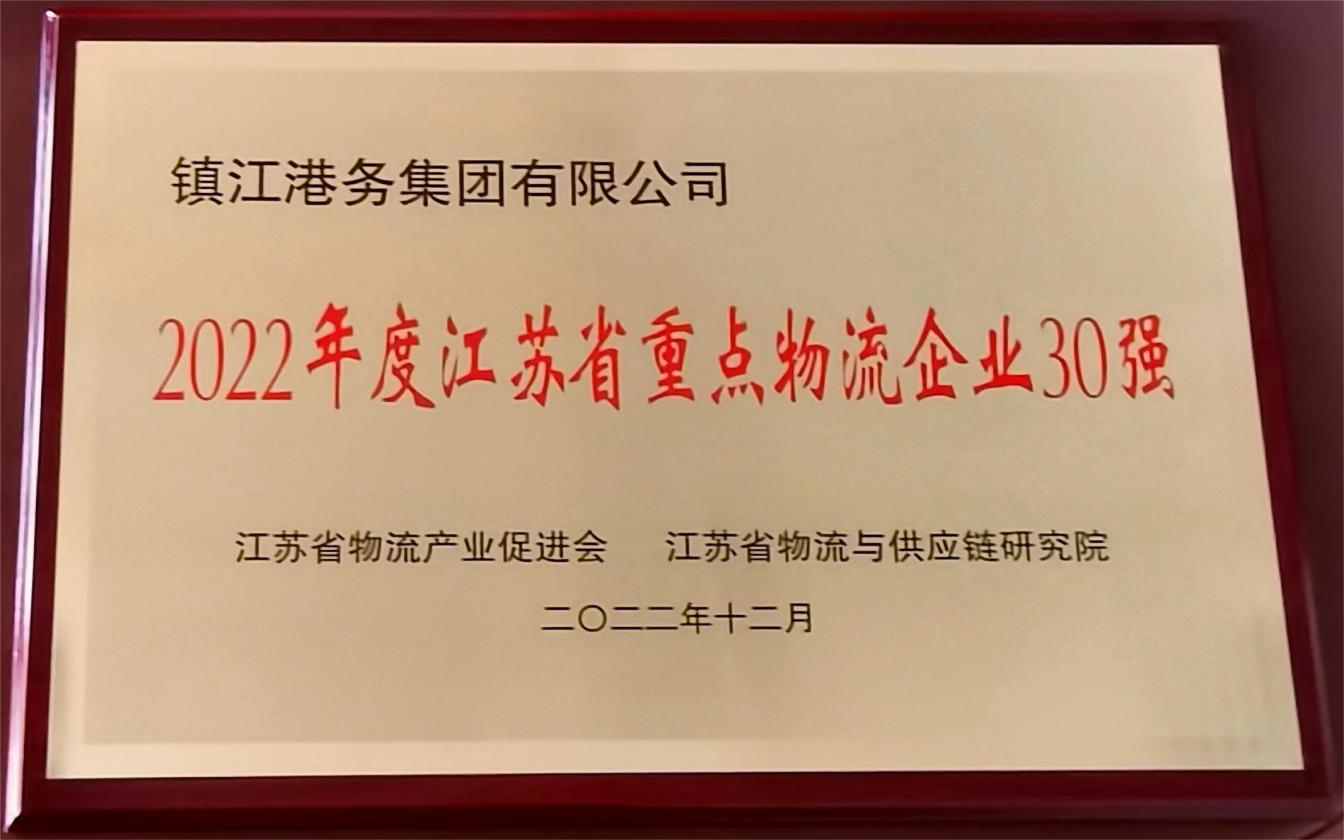 镇江港务集团有限公司
2022年度江苏省重点物流企业30强
江苏省物流产业促进会 江苏省物流与供应链研究院
二〇二二年十二月